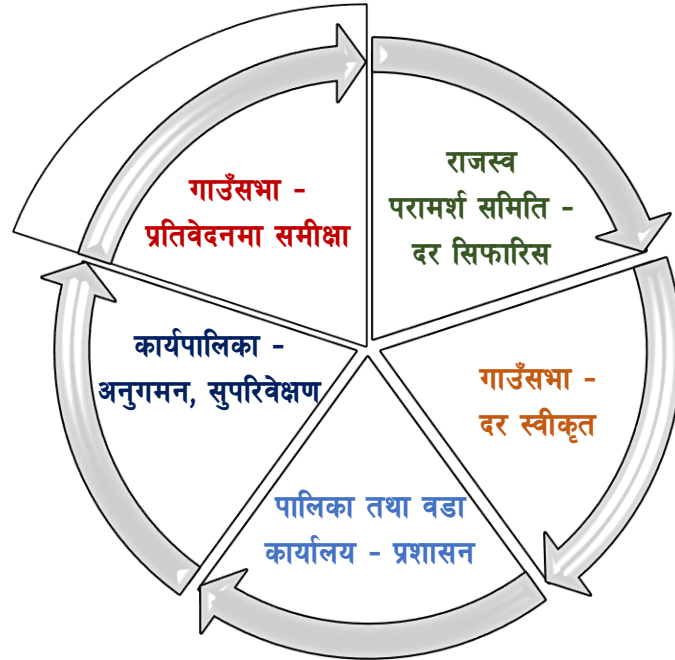 राजस्व
परामर्श समिति -
दर सिफारिस
गाउँसभा -
दर स्वीकृत
पालिका तथा वडा
कार्यालय - प्रशासन
कार्यपालिका -
अनुगमन, सुपरिवेक्षण
गाउँसभा -
प्रतिवेदनमा समीक्षा